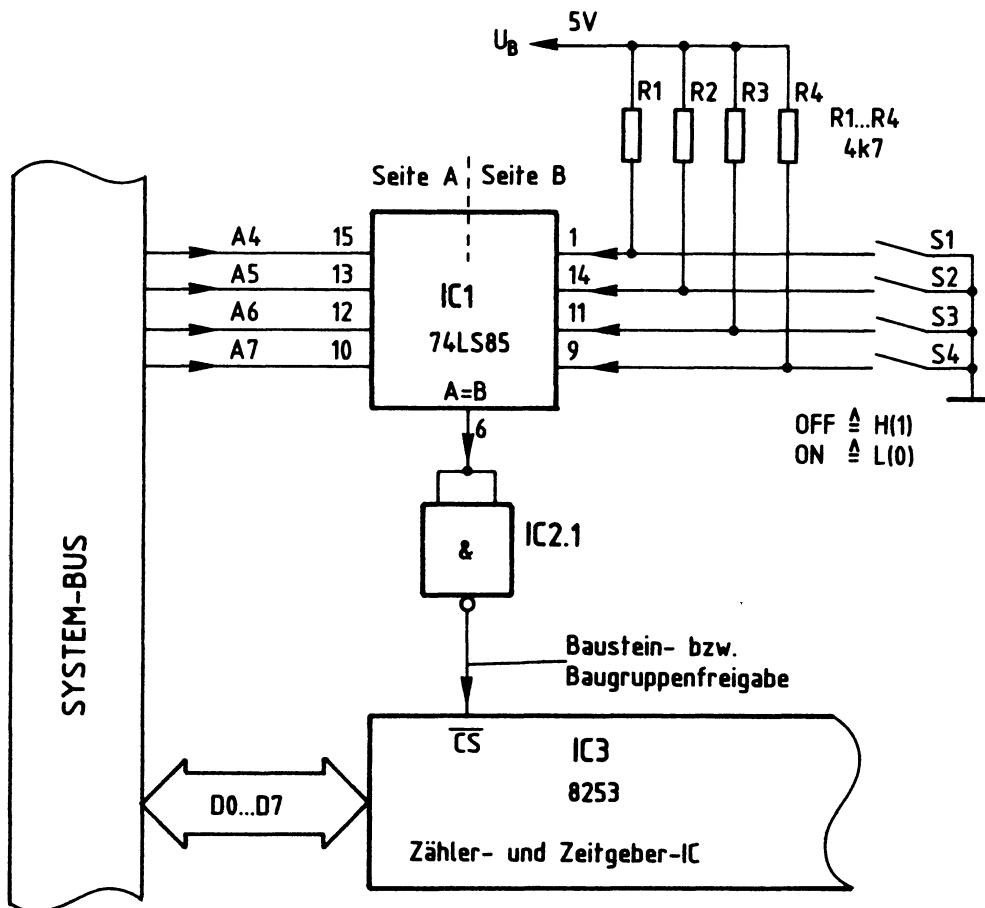 U_B 5V
R1 R2 R3 R4
R1...R4
4k7
Seite A Seite B
A4 15 1 S1
A5 13 14 S2
A6 12 11 S3
A7 10 9 S4
IC1
74LS85
A=B
6
OFF ≙ H(1)
ON ≙ L(0)
& IC2.1
SYSTEM-BUS
Baustein- bzw.
Baugruppenfreigabe
C̅S̅
IC3
8253
D0...D7
Zähler- und Zeitgeber-IC